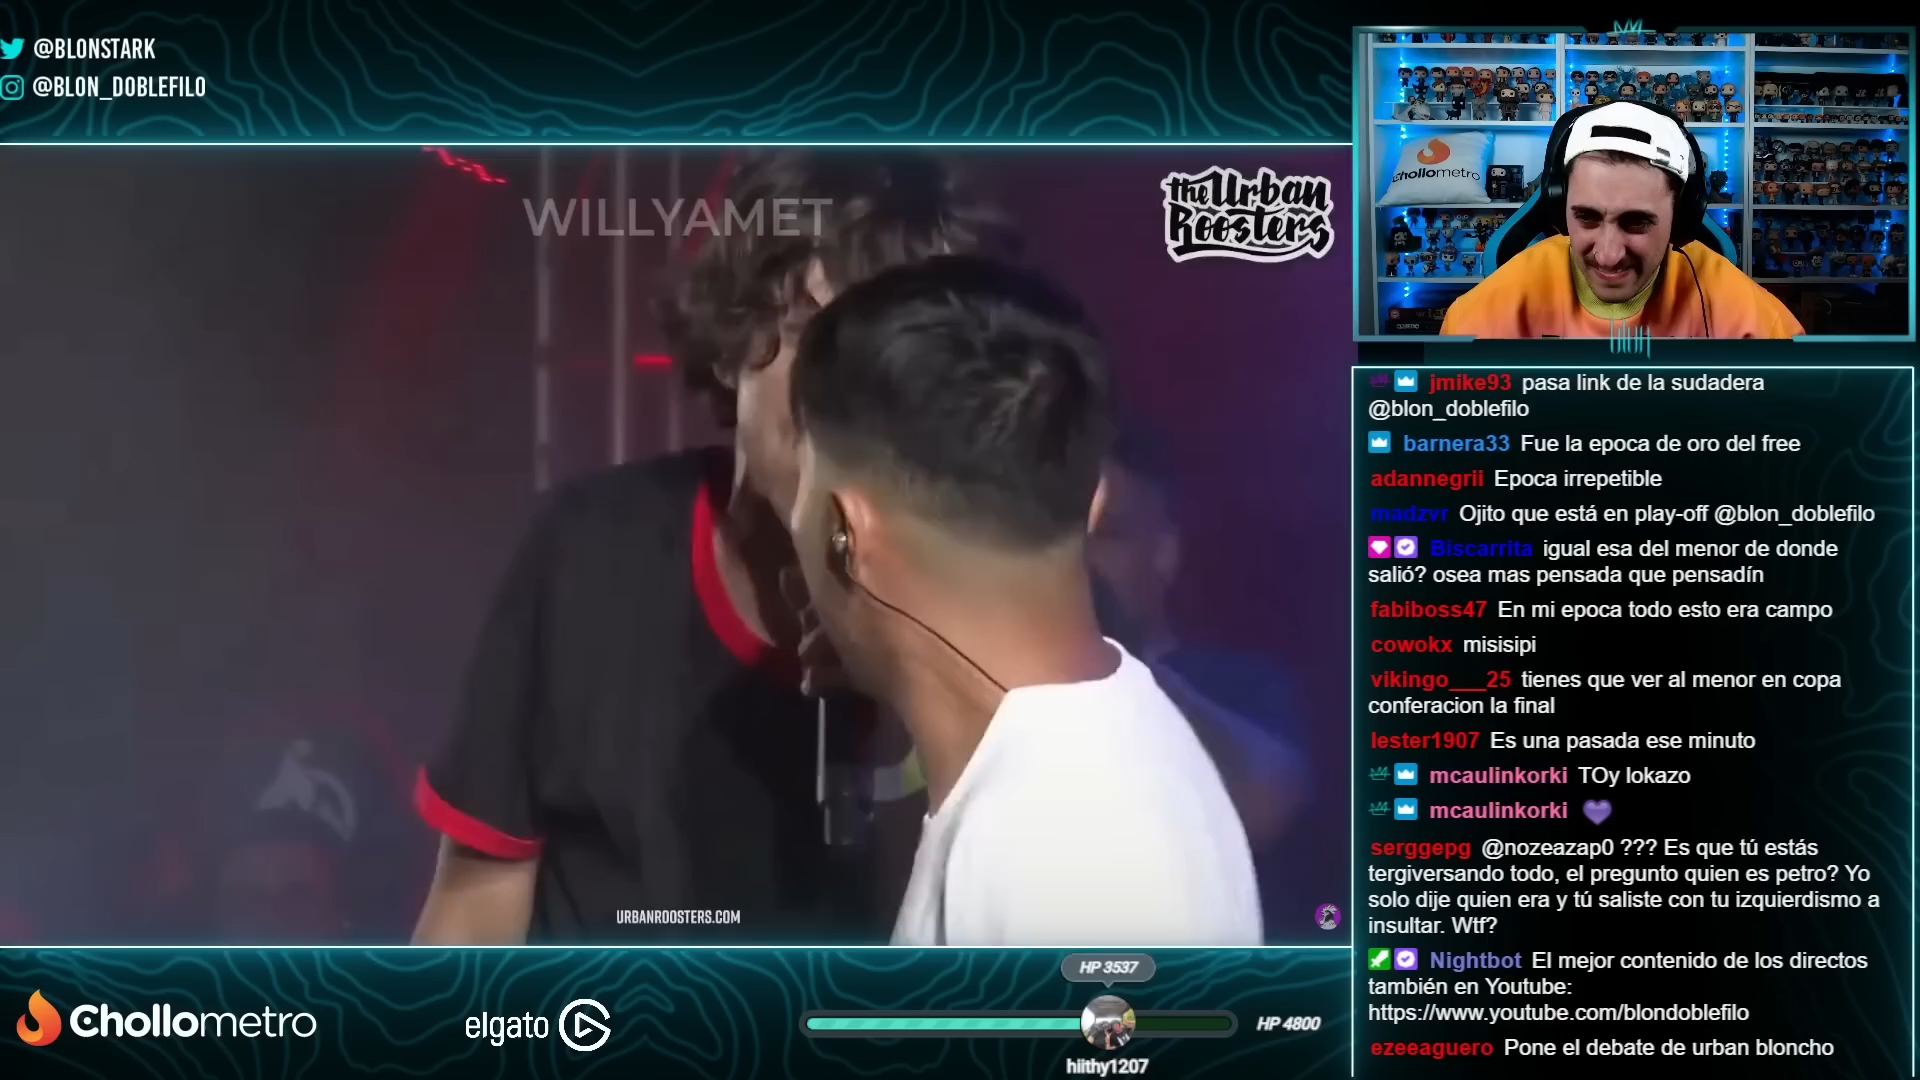 @BLONSTARK
@BLON_DOBLEFILO
WILLYAMET
the Urban
Roosters
Chollometro
URBANROOSTERS.COM
jmike93 pasa link de la sudadera
@blon_doblefilo
barnera33 Fue la epoca de oro del free
adannegrii Epoca irrepetible
madzvr Ojito que está en play-off @blon_doblefilo
Biscarrita igual esa del menor de donde
salió? osea mas pensada que pensadín
fabiboss47 En mi epoca todo esto era campo
cowokx misisipi
vikingo___25 tienes que ver al menor en copa
conferacion la final
lester1907 Es una pasada ese minuto
mcaulinkorki TOy lokazo
mcaulinkorki
serggepg @nozeazap0 ??? Es que tú estás
tergiversando todo, el pregunto quien es petro? Yo
solo dije quien era y tú saliste con tu izquierdismo a
insultar. Wtf?
Nightbot El mejor contenido de los directos
también en Youtube:
https://www.youtube.com/blondoblefilo
ezeeaguero Pone el debate de urban bloncho
Chollometro
elgato
HP 3537
HP 4800
hiithy1207